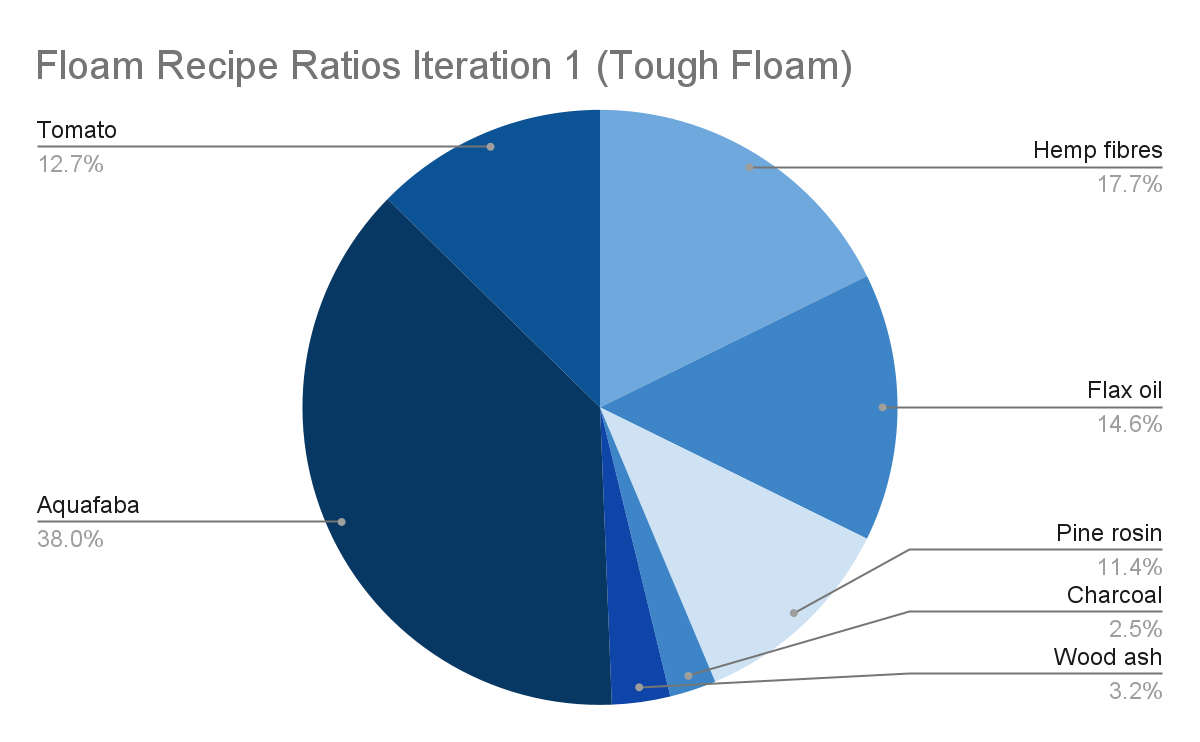 Floam Recipe Ratios Iteration 1 (Tough Floam)
Tomato
12.7%
Hemp fibres
17.7%
Flax oil
14.6%
Aquafaba
38.0%
Pine rosin
11.4%
Charcoal
2.5%
Wood ash
3.2%